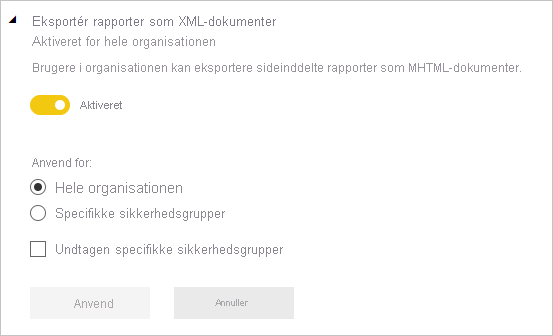 Eksportér rapporter som XML-dokumenter
Aktiveret for hele organisationen
Brugere i organisationen kan eksportere sideinddelte rapporter som MHTML-dokumenter.
Aktiveret
Anvend for:
Hele organisationen
Specifikke sikkerhedsgrupper
Undtagen specifikke sikkerhedsgrupper
Anvend Annuller